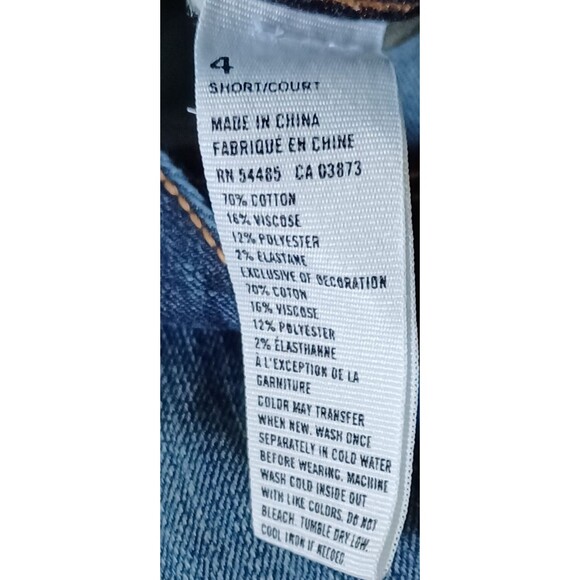 4
SHORT/COURT
MADE IN CHINA
FABRIQUÉ EN CHINE
RN 54485 CA 03873
70% COTTON
16% VISCOSE
12% POLYESTER
2% ELASTANE
EXCLUSIVE OF DECORATION
70% COTON
16% VISCOSE
12% POLYESTER
2% ÉLASTHANNE
À L'EXCEPTION DE LA
GARNITURE
COLOR MAY TRANSFER
WHEN NEW. WASH ONCE
SEPARATELY IN COLD WATER
BEFORE WEARING. MACHINE
WASH COLD INSIDE OUT
WITH LIKE COLORS. DO NOT
BLEACH. TUMBLE DRY LOW.
COOL IRON IF NEEDED.